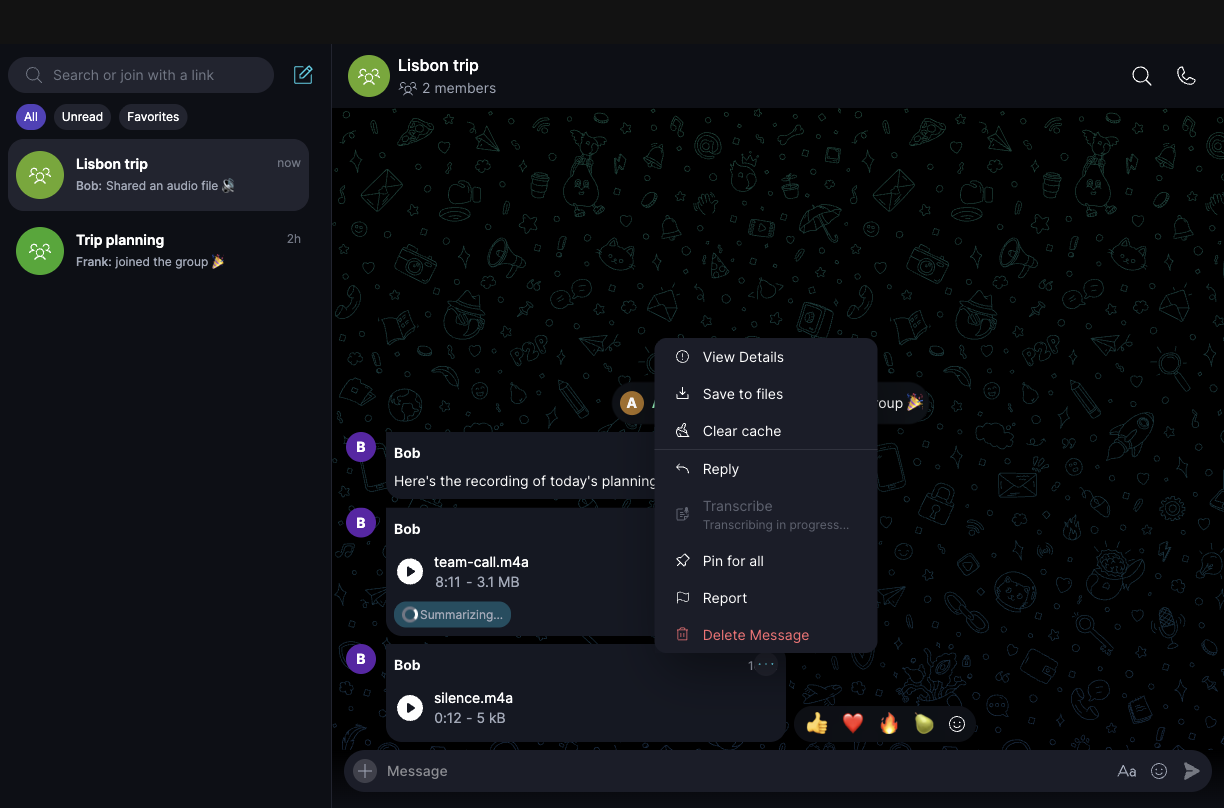 Search or join with a link
All
Unread
Favorites
Lisbon trip
now
Bob: Shared an audio file
Trip planning
2h
Frank: joined the group 🎉
Lisbon trip
2 members
A
roup 🎉
B
Bob
Here's the recording of today's planning
B
Bob
team-call.m4a
8:11 - 3.1 MB
Summarizing...
B
Bob
1
silence.m4a
0:12 - 5 kB
View Details
Save to files
Clear cache
Reply
Transcribe
Transcribing in progress...
Pin for all
Report
Delete Message
👍 ❤️ 🔥 🍐
Message
Aa